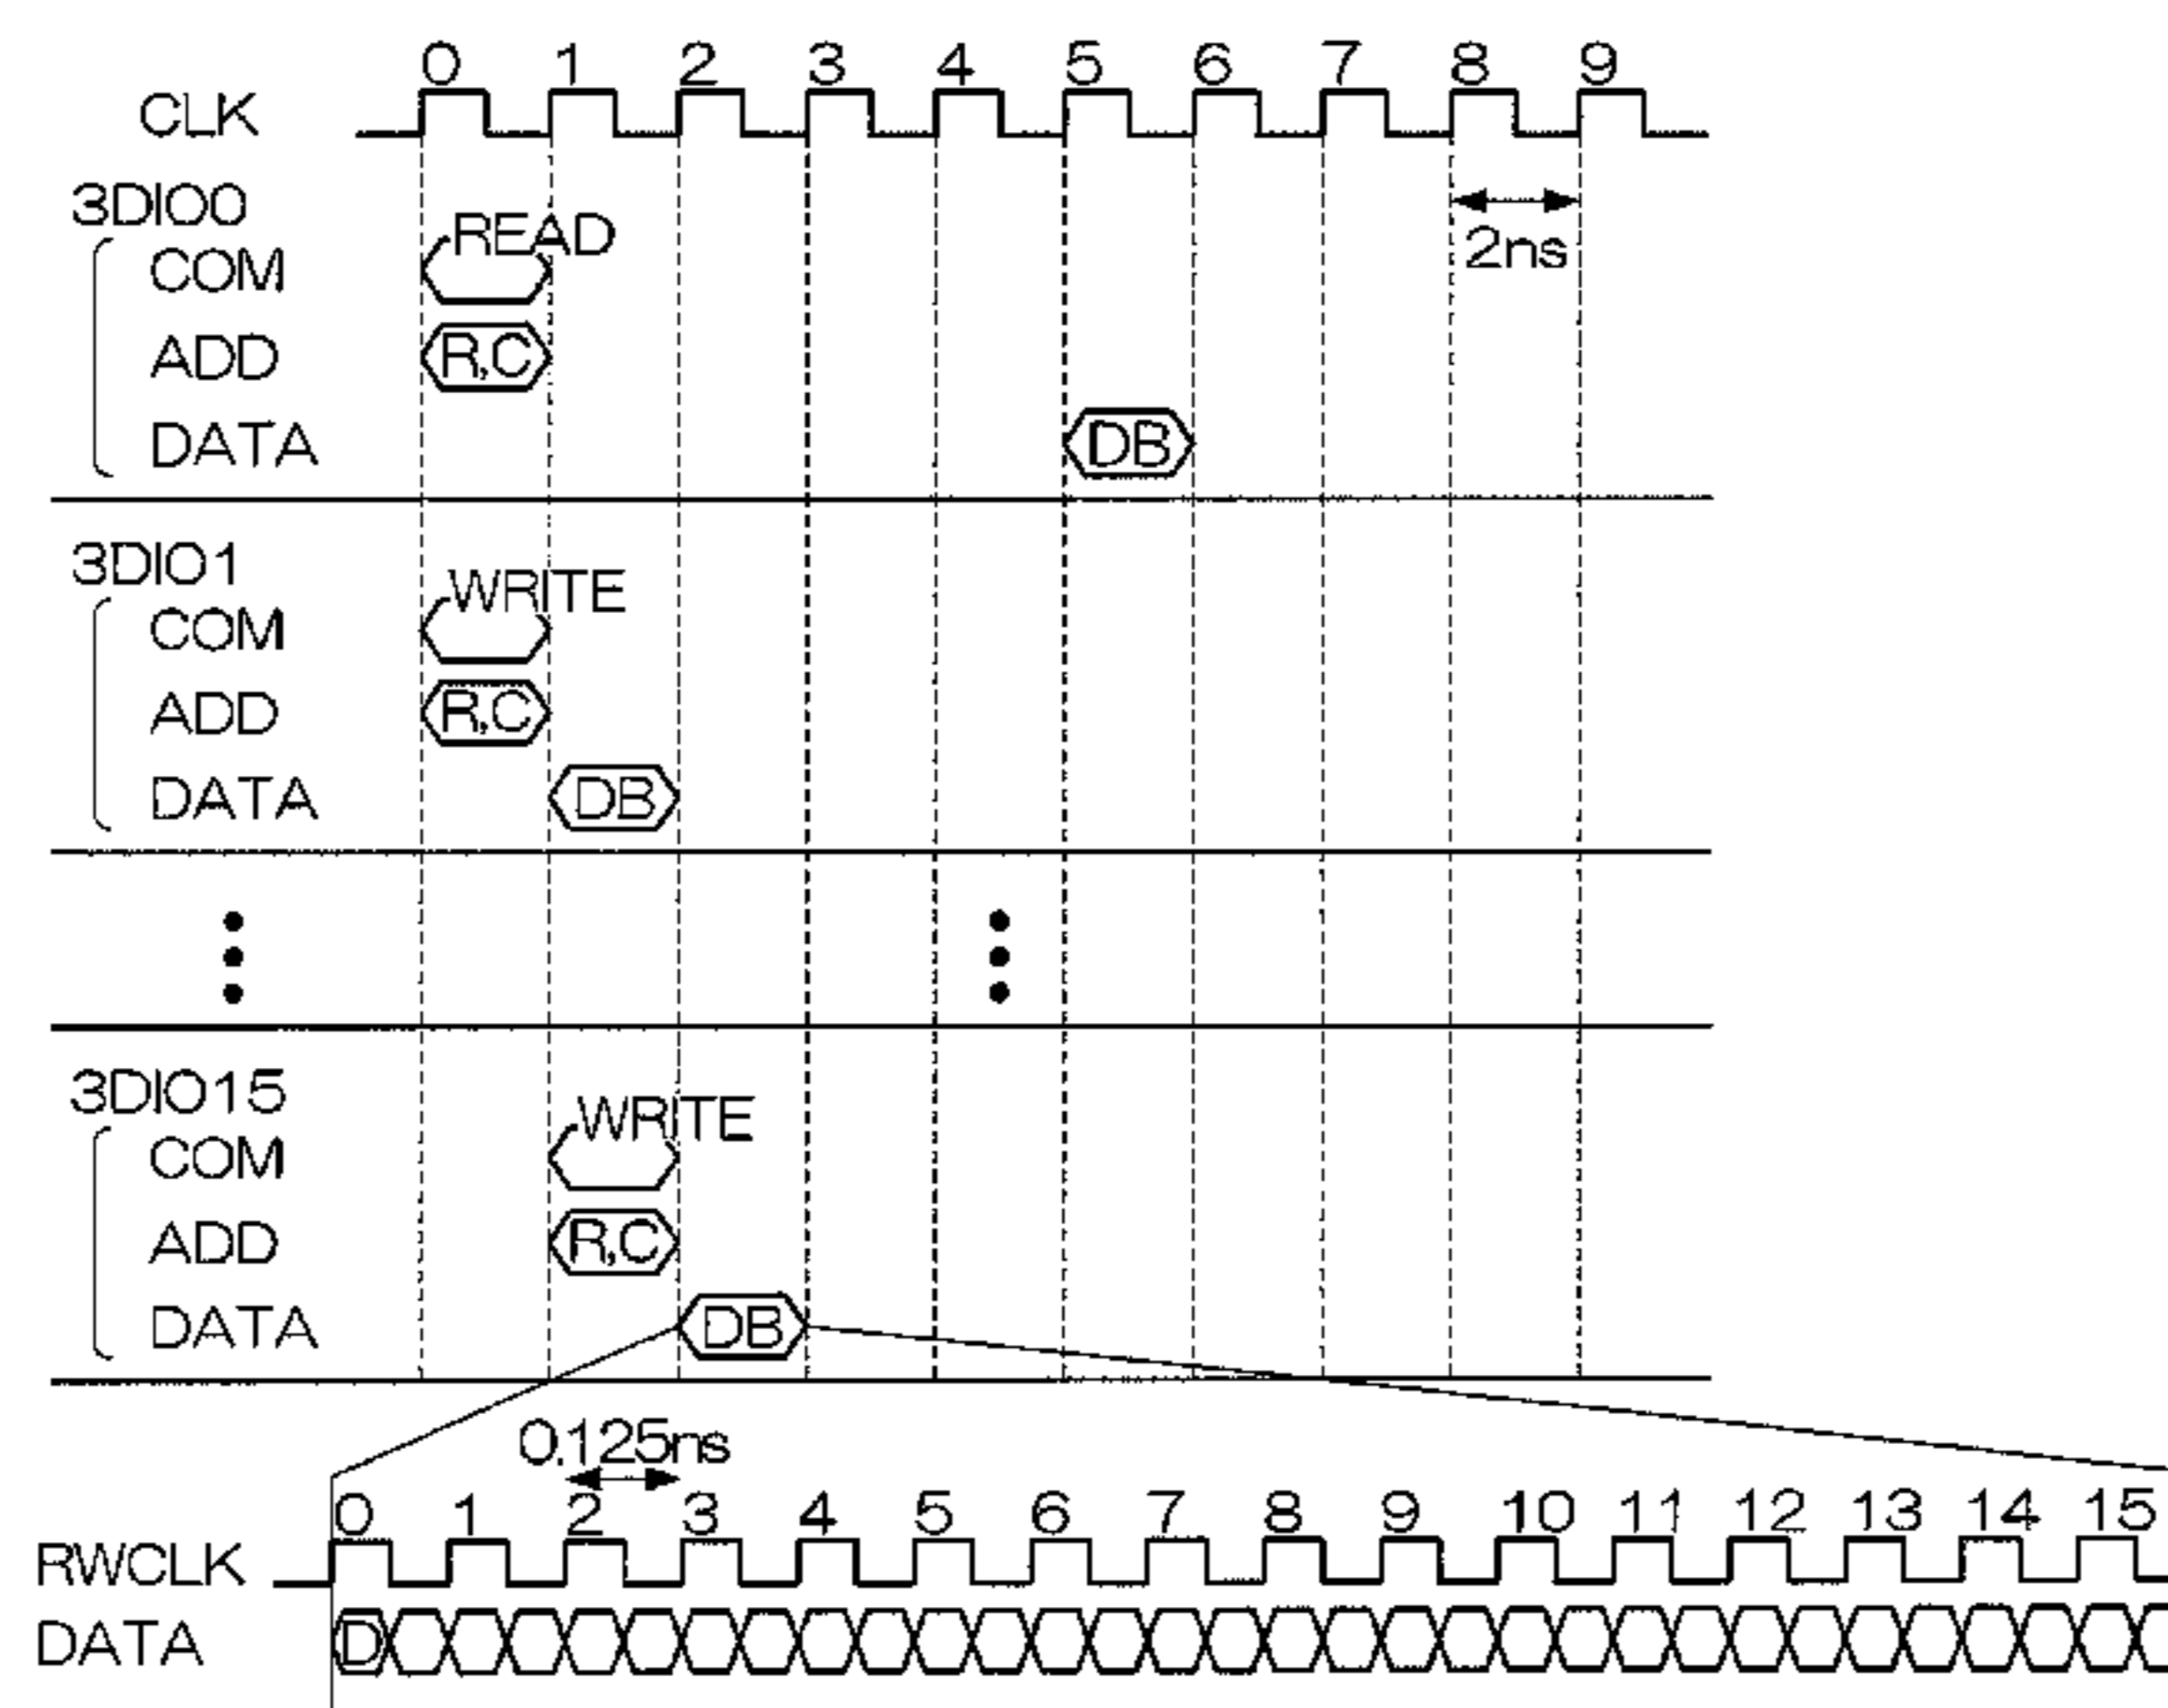 0 1 2 3 4 5 6 7 8 9
CLK
3DIO0
READ
2ns
COM
ADD R,C
DATA DB
3DIO1
WRITE
COM
ADD R,C
DATA DB
3DIO15
WRITE
COM
ADD R,C
DATA DB
0.125ns
0 1 2 3 4 5 6 7 8 9 10 11 12 13 14 15
RWCLK
DATA D